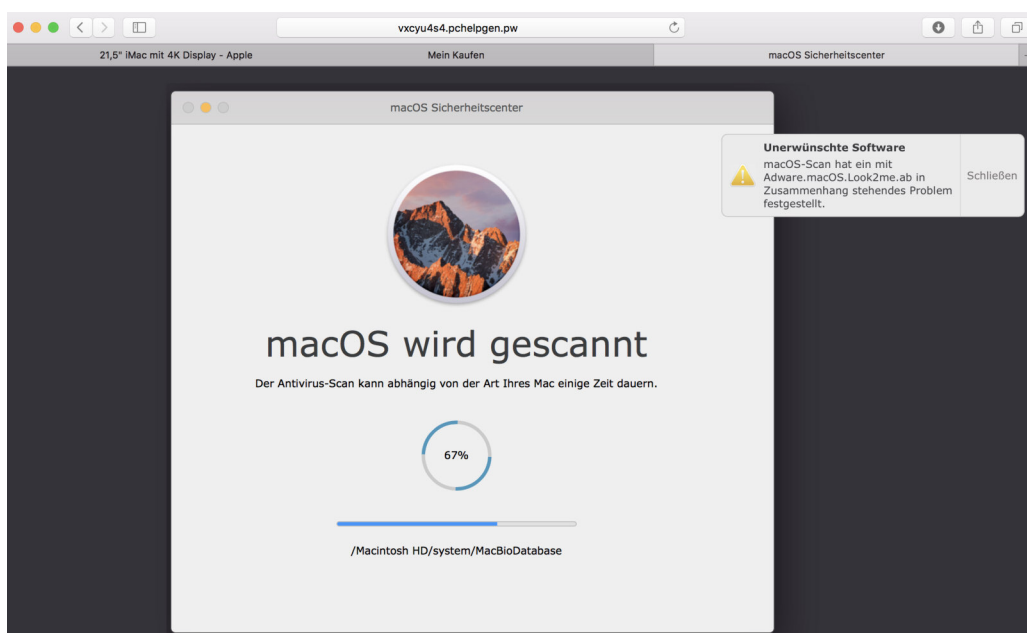 vxcyu4s4.pchelpgen.pw
21,5" iMac mit 4K Display - Apple
Mein Kaufen
macOS Sicherheitscenter
macOS Sicherheitscenter
Unerwünschte Software
macOS-Scan hat ein mit
Adware.macOS.Look2me.ab in
Zusammenhang stehendes Problem
festgestellt.
Schließen
macOS wird gescannt
Der Antivirus-Scan kann abhängig von der Art Ihres Mac einige Zeit dauern.
67%
/Macintosh HD/system/MacBioDatabase